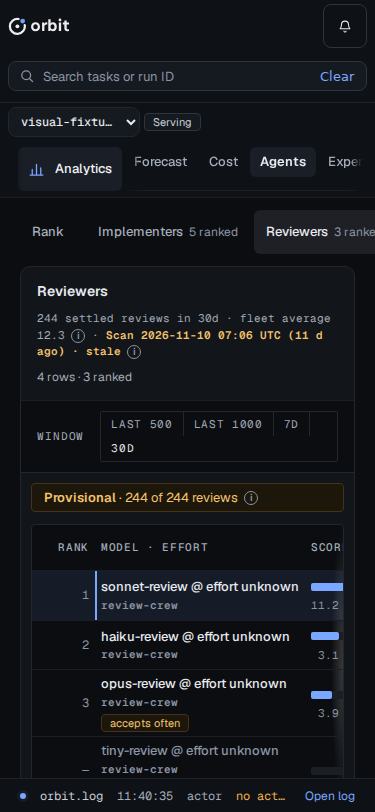 orbit
Search tasks or run ID Clear
visual-fixtu… Serving
Analytics Forecast Cost Agents Exper
Rank Implementers 5 ranked Reviewers 3 ranke
Reviewers
244 settled reviews in 30d · fleet average
12.3 · Scan 2026-11-10 07:06 UTC (11 d
ago) · stale
4 rows · 3 ranked
WINDOW LAST 500 LAST 1000 7D
30D
Provisional · 244 of 244 reviews
RANK MODEL · EFFORT SCOR
1 sonnet-review @ effort unknown
review-crew 11.2
2 haiku-review @ effort unknown
review-crew 3.1
opus-review @ effort unknown
3 review-crew 3.9
accepts often
tiny-review @ effort unknown
— review-crew
orbit.log 11:40:35 actor no act… Open log